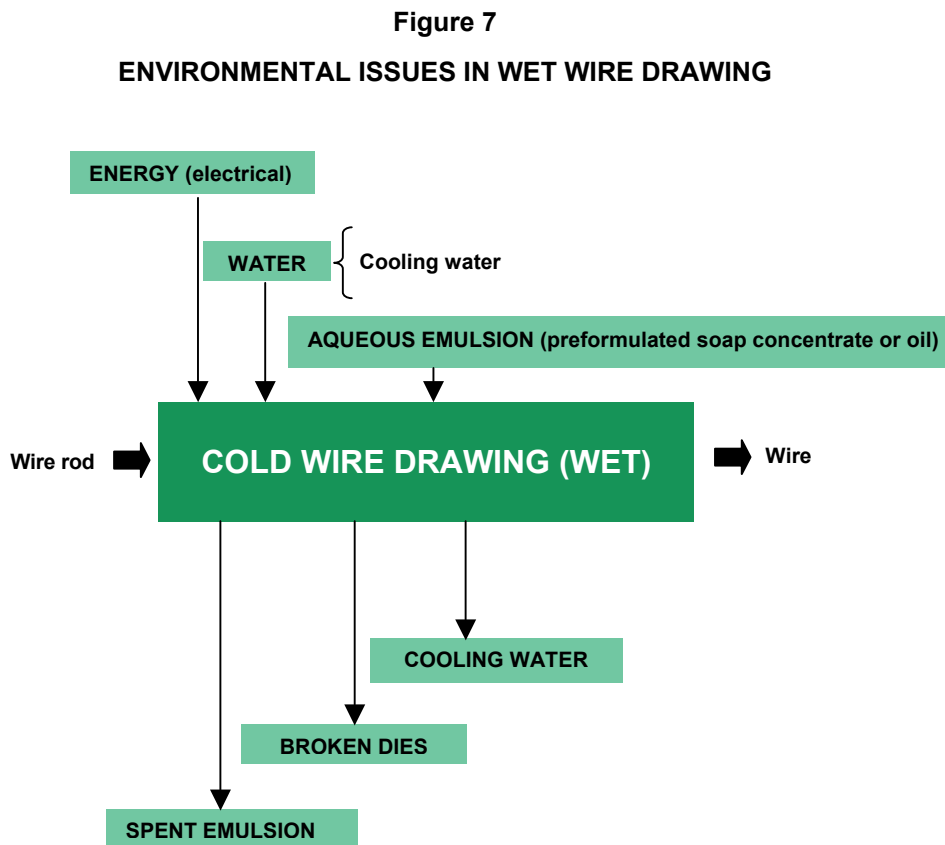 Figure 7
ENVIRONMENTAL ISSUES IN WET WIRE DRAWING
ENERGY (electrical)
WATER
Cooling water
AQUEOUS EMULSION (preformulated soap concentrate or oil)
Wire rod
COLD WIRE DRAWING (WET)
Wire
COOLING WATER
BROKEN DIES
SPENT EMULSION